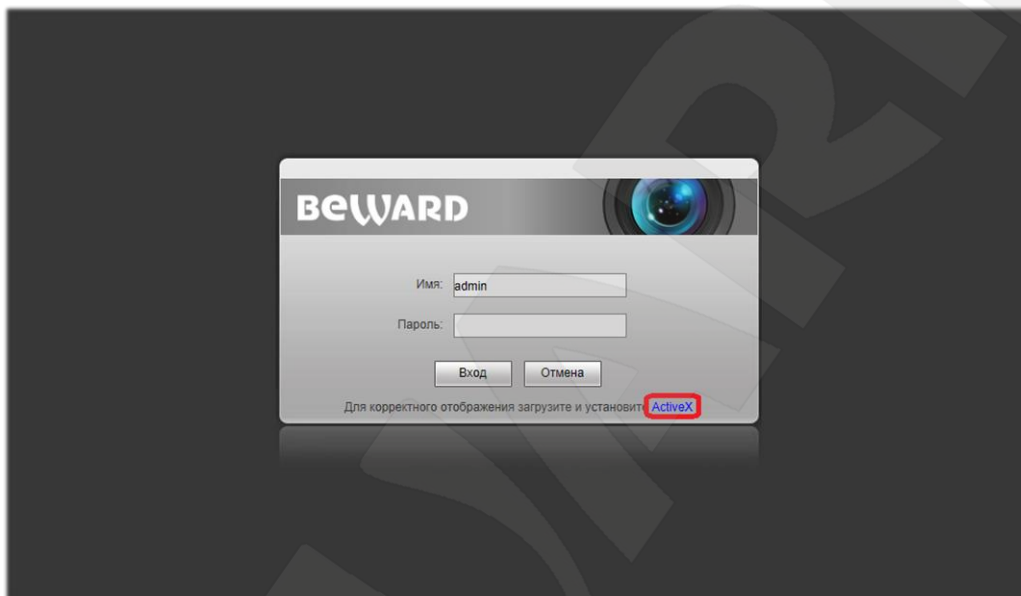 BEWARD
Имя: admin
Пароль:
Вход Отмена
Для корректного отображения загрузите и установите ActiveX